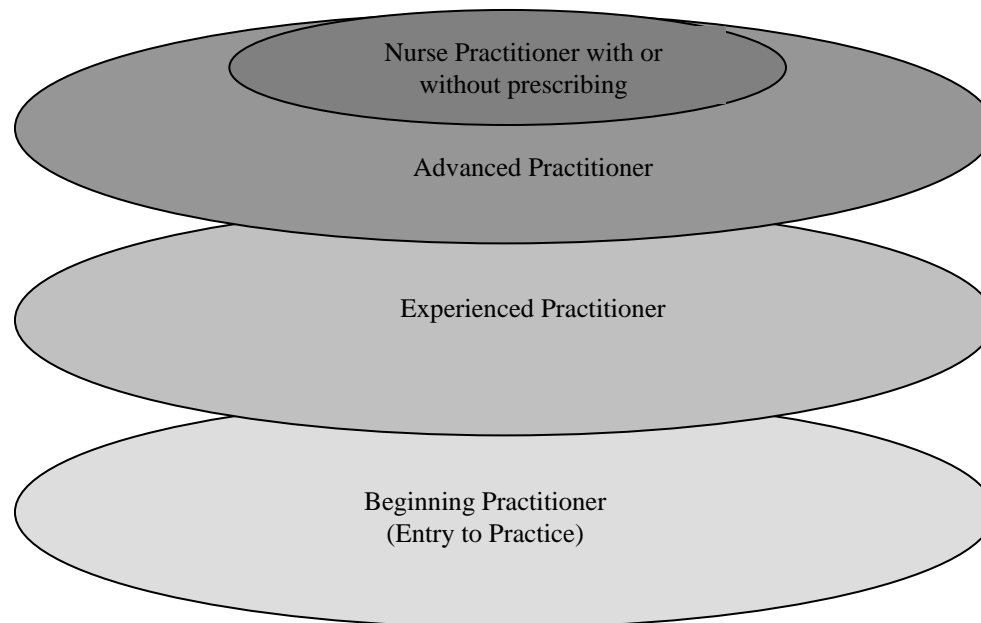 Nurse Practitioner with or
without prescribing
Advanced Practitioner
Experienced Practitioner
Beginning Practitioner
(Entry to Practice)